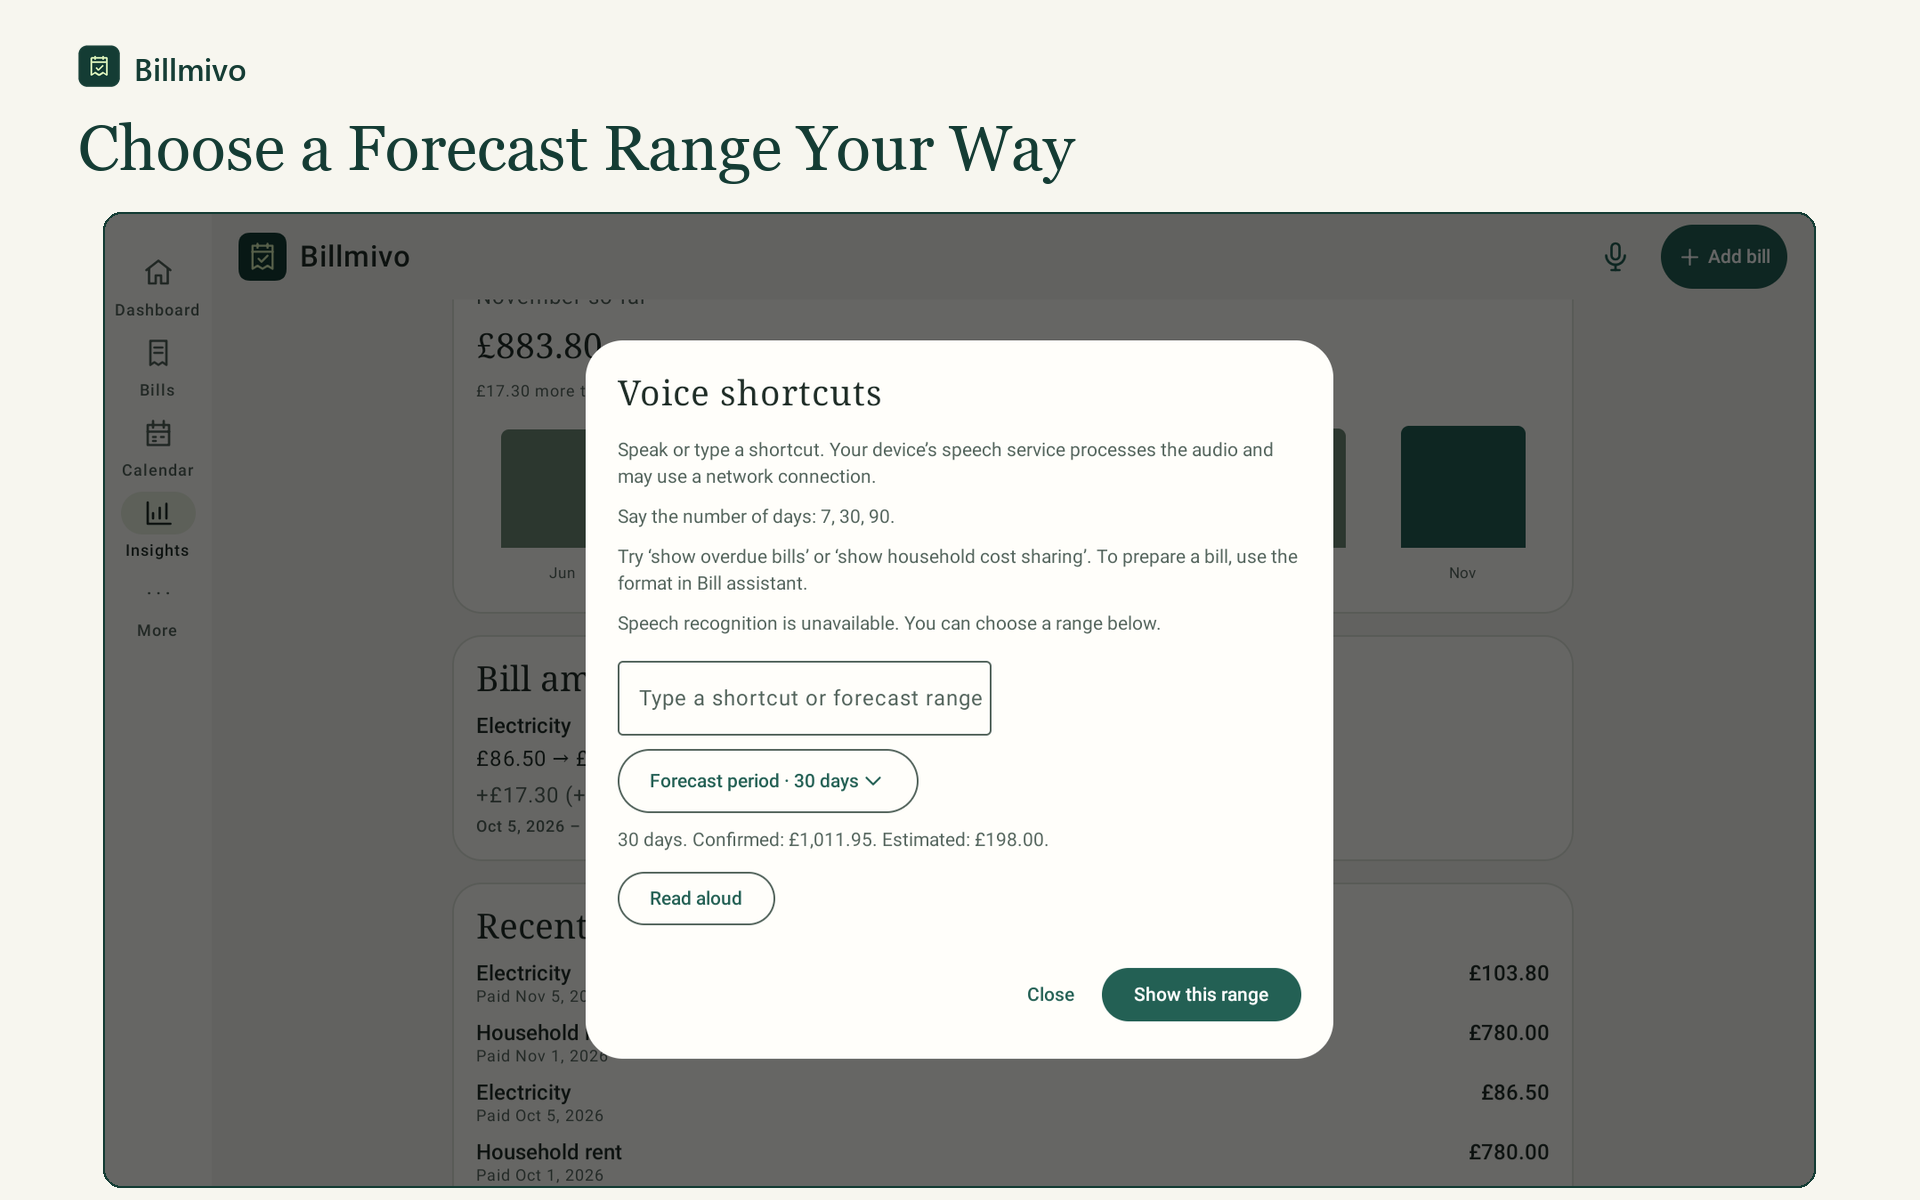 Billmivo
Choose a Forecast Range Your Way
Billmivo
Add bill
Dashboard
Bills
Calendar
Insights
More
£883.80
£17.30 more
Jun
Nov
Voice shortcuts
Speak or type a shortcut. Your device’s speech service processes the audio and
may use a network connection.
Say the number of days: 7, 30, 90.
Try ‘show overdue bills’ or ‘show household cost sharing’. To prepare a bill, use the
format in Bill assistant.
Speech recognition is unavailable. You can choose a range below.
Type a shortcut or forecast range
Forecast period · 30 days
30 days. Confirmed: £1,011.95. Estimated: £198.00.
Read aloud
Close
Show this range
Bill
Electricity
£86.50 →
+£17.30
Oct 5, 2026 –
Recent
Electricity
£103.80
Paid Nov 5,
Household
£780.00
Paid Nov 1, 2026
Electricity
£86.50
Paid Oct 5, 2026
Household rent
£780.00
Paid Oct 1, 2026